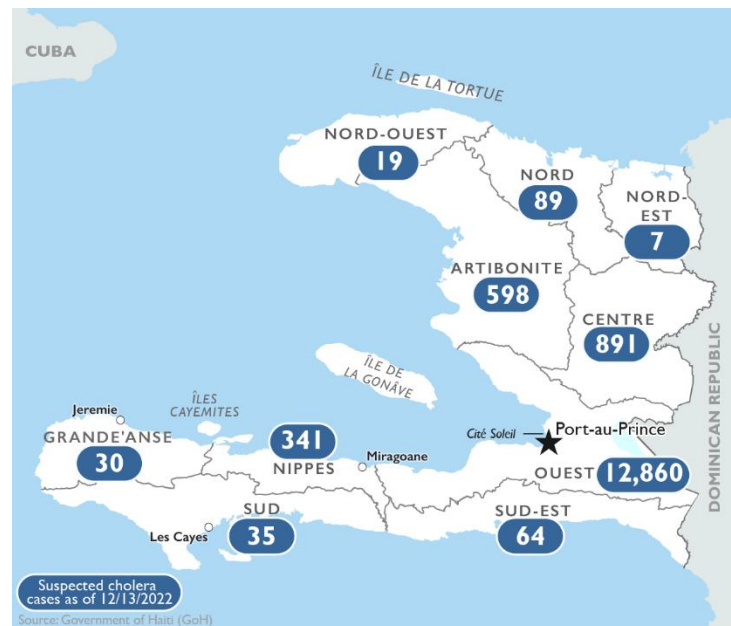 CUBA
ÎLE DE LA TORTUE
NORD-OUEST
19
NORD
89
NORD-
EST
7
ARTIBONITE
598
CENTRE
891
ÎLE DE
LA GONÂVE
DOMINICAN REPUBLIC
Jeremie
ÎLES
CAYEMITES
GRANDE'ANSE
30
341
NIPPES
Miragoane
Cité Soleil
Port-au-Prince
OUEST 12,860
Les Cayes
SUD
35
SUD-EST
64
Suspected cholera
cases as of 12/13/2022
Source: Government of Haiti (GoH)